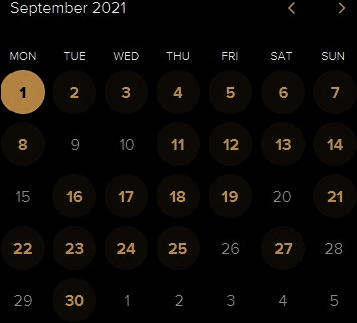 September 2021
MON TUE WED THU FRI SAT SUN
1 2 3 4 5 6 7
8 9 10 11 12 13 14
15 16 17 18 19 20 21
22 23 24 25 26 27 28
29 30 1 2 3 4 5